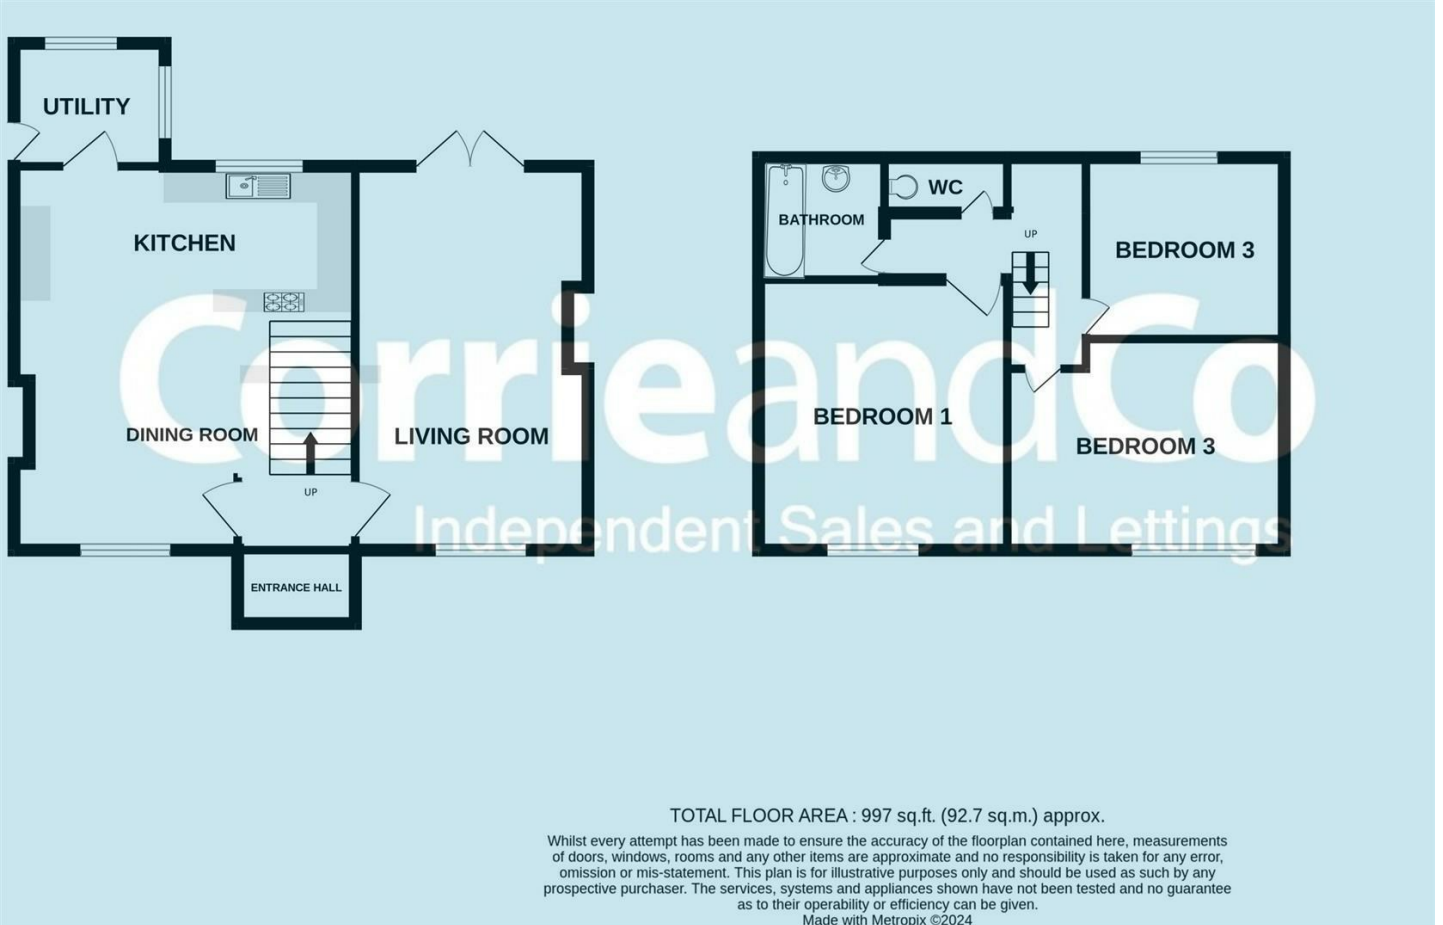 UTILITY
KITCHEN
DINING ROOM
LIVING ROOM
UP
ENTRANCE HALL
BATHROOM
WC
UP
BEDROOM 3
BEDROOM 1
BEDROOM 3
CorrieandCo
Independent Sales and Lettings
TOTAL FLOOR AREA : 997 sq.ft. (92.7 sq.m.) approx.
Whilst every attempt has been made to ensure the accuracy of the floorplan contained here, measurements
of doors, windows, rooms and any other items are approximate and no responsibility is taken for any error,
omission or mis-statement. This plan is for illustrative purposes only and should be used as such by any
prospective purchaser. The services, systems and appliances shown have not been tested and no guarantee
as to their operability or efficiency can be given.
Made with Metropix ©2024